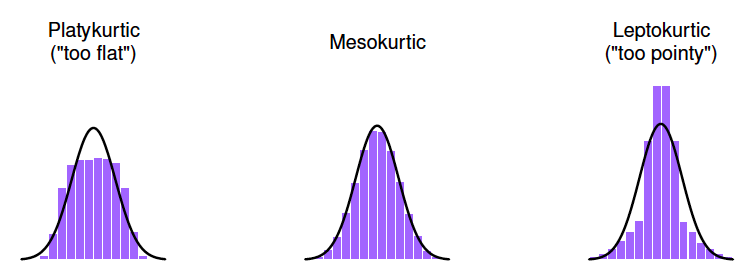 Platykurtic
("too flat")
Mesokurtic
Leptokurtic
("too pointy")